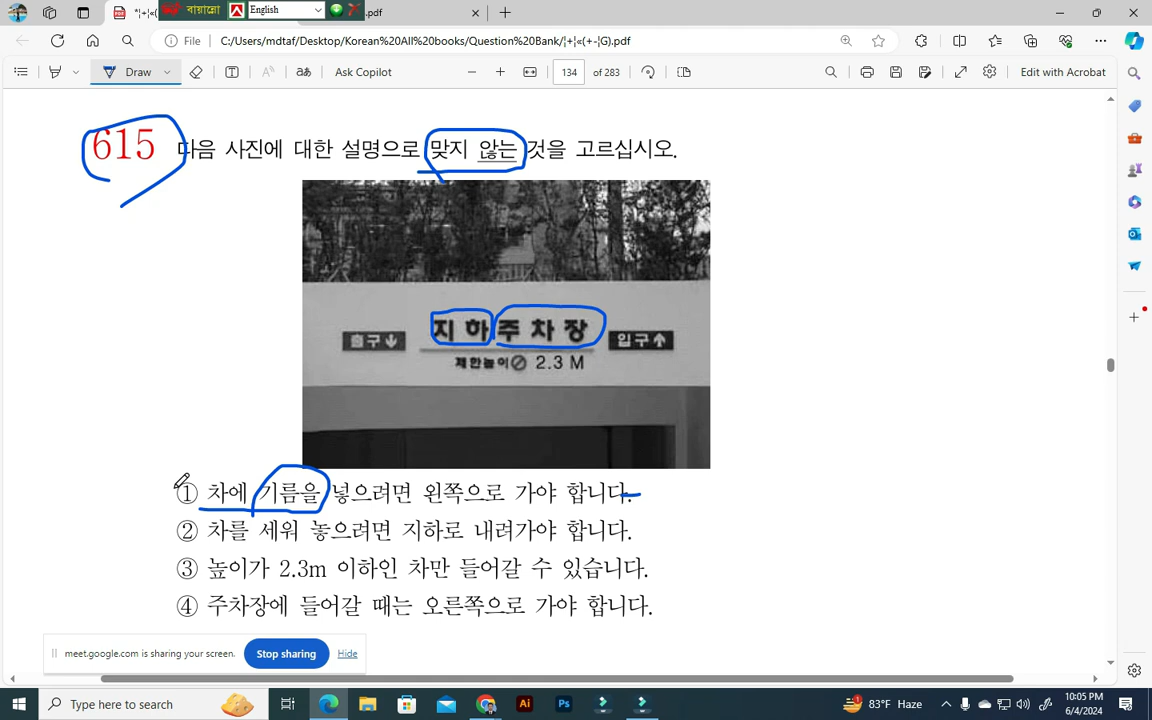 *¦+¦«(
বায়ান্নো
English
.pdf
File
C:/Users/mdtaf/Desktop/Korean%20All%20books/Question%20Bank/¦+¦«(+-¦G).pdf
Draw
Ask Copilot
134 of 283
Edit with Acrobat
615 다음 사진에 대한 설명으로 맞지 않는 것을 고르십시오.
지하주차장
출구↓
입구↑
제한높이 2.3 M
① 차에 기름을 넣으려면 왼쪽으로 가야 합니다.
② 차를 세워 놓으려면 지하로 내려가야 합니다.
③ 높이가 2.3m 이하인 차만 들어갈 수 있습니다.
④ 주차장에 들어갈 때는 오른쪽으로 가야 합니다.
meet.google.com is sharing your screen.
Stop sharing
Hide
Type here to search
83°F Haze
10:05 PM
6/4/2024